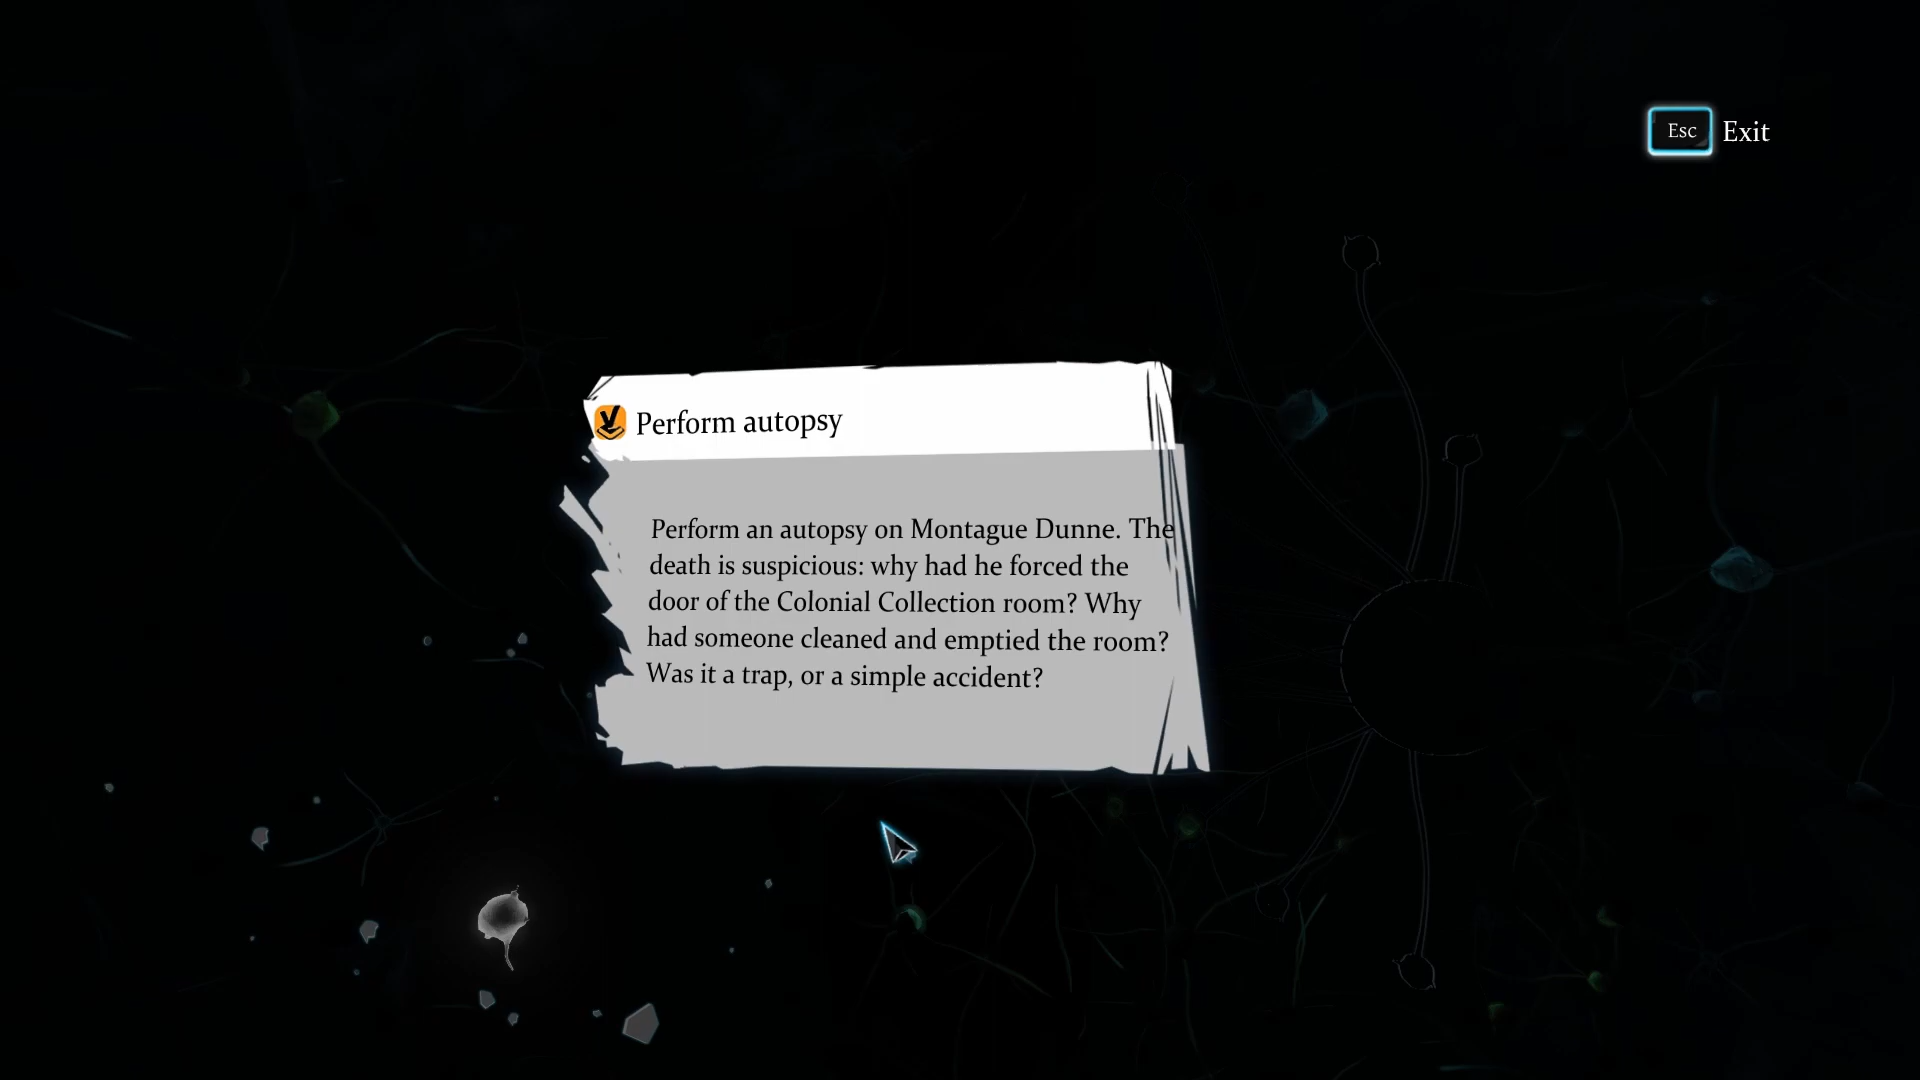 Esc Exit
Perform autopsy
Perform an autopsy on Montague Dunne. The
death is suspicious: why had he forced the
door of the Colonial Collection room? Why
had someone cleaned and emptied the room?
Was it a trap, or a simple accident?